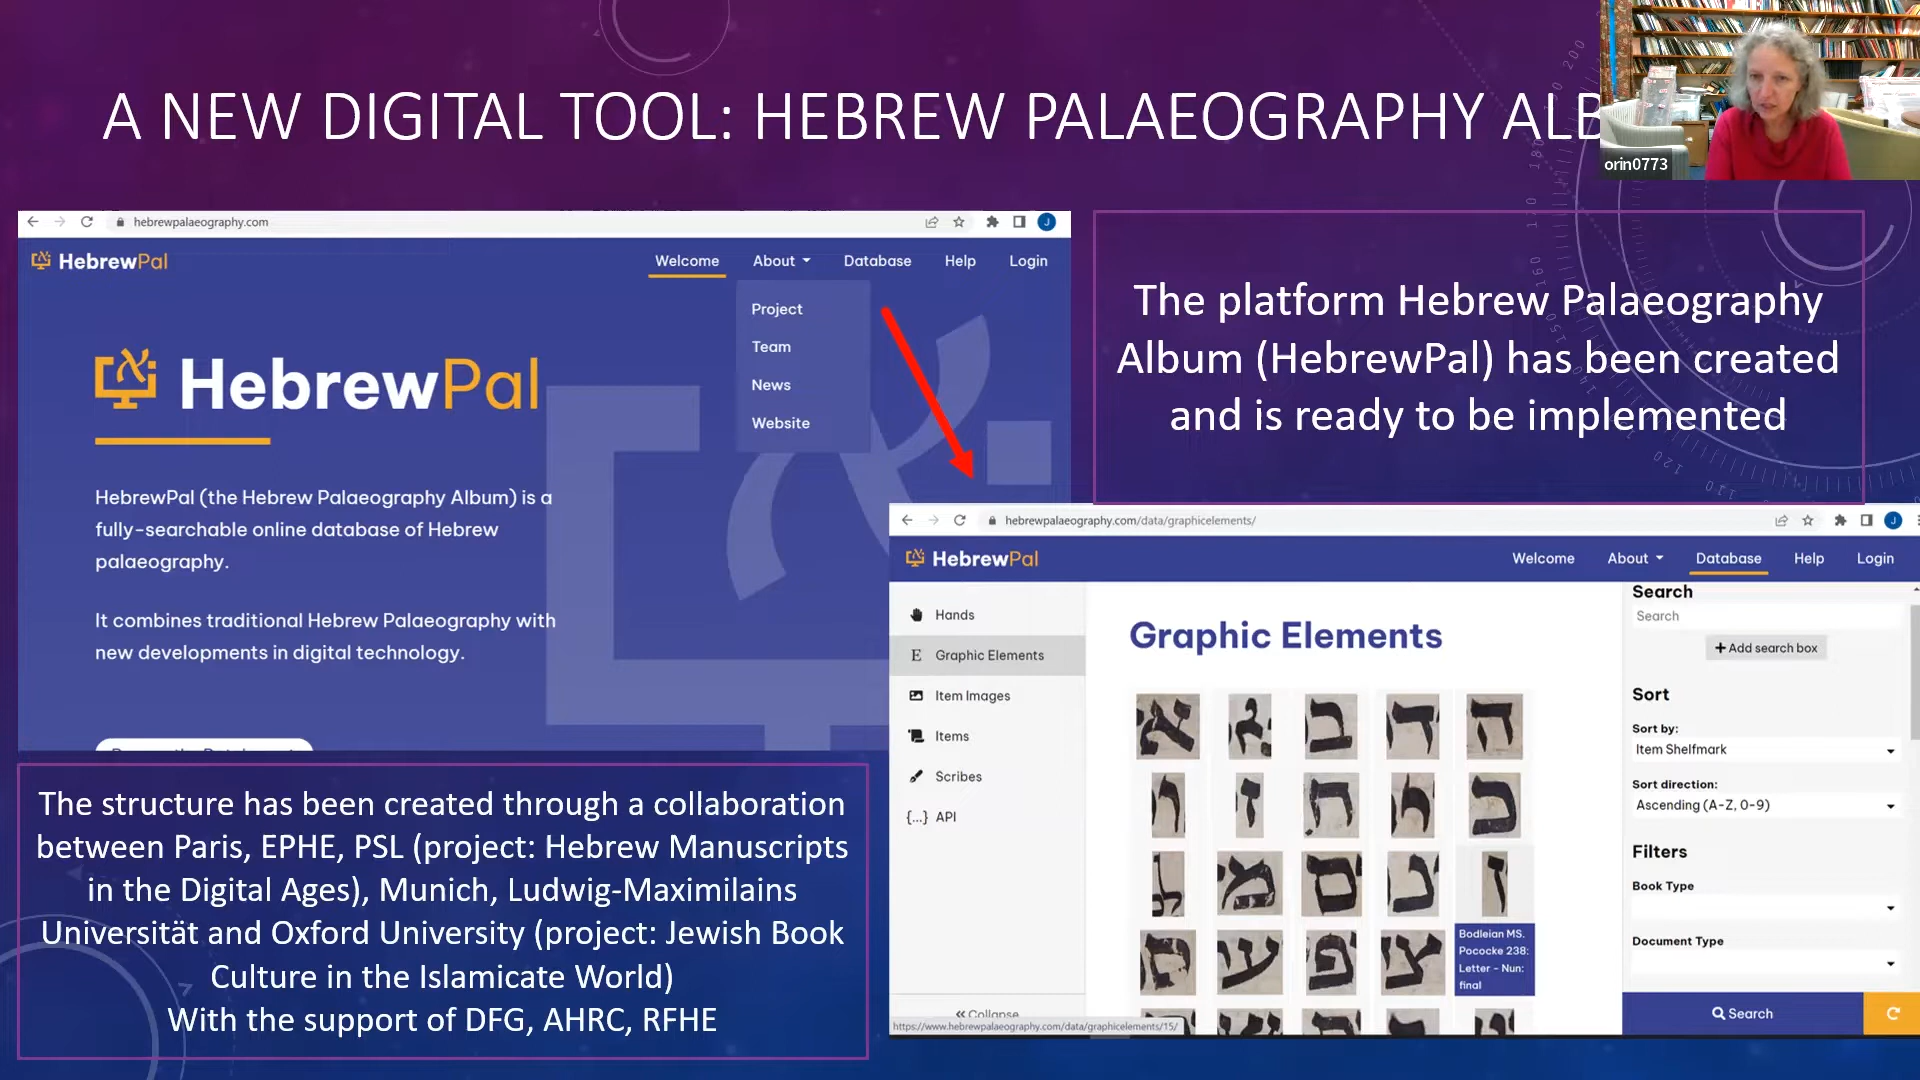 A NEW DIGITAL TOOL: HEBREW PALAEOGRAPHY
orin0773
hebrewpalaeography.com
HebrewPal
Welcome
About
Database
Help
Login
Project
Team
News
Website
HebrewPal
HebrewPal (the Hebrew Palaeography Album) is a
fully-searchable online database of Hebrew
palaeography.
It combines traditional Hebrew Palaeography with
new developments in digital technology.
The platform Hebrew Palaeography
Album (HebrewPal) has been created
and is ready to be implemented
The structure has been created through a collaboration
between Paris, EPHE, PSL (project: Hebrew Manuscripts
in the Digital Ages), Munich, Ludwig-Maximilains
Universität and Oxford University (project: Jewish Book
Culture in the Islamicate World)
With the support of DFG, AHRC, RFHE
hebrewpalaeography.com/data/graphicelements/
HebrewPal
Welcome
About
Database
Help
Login
Hands
E Graphic Elements
Item Images
Items
Scribes
{...} API
Collapse
https://www.hebrewpalaeography.com/data/graphicelements/15/
Graphic Elements
א ג ב ד ה
ו ז ח ט כ
ל מ ם נ ן
ע פ צ
Bodleian MS.
Pococke 238:
Letter - Nun:
final
Search
Search
+ Add search box
Sort
Sort by:
Item Shelfmark
Sort direction:
Ascending (A-Z, 0-9)
Filters
Book Type
Document Type
Search